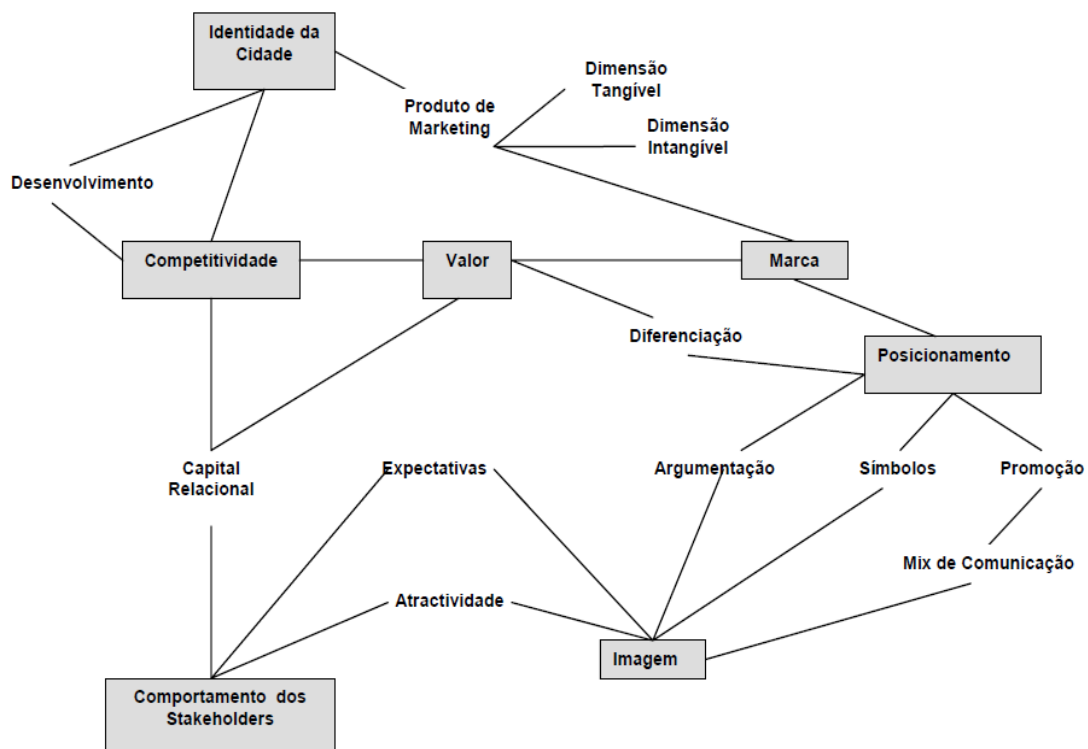 Identidade da
Cidade
Dimensão
Tangível
Produto de
Marketing
Dimensão
Intangível
Desenvolvimento
Competitividade
Valor
Marca
Diferenciação
Posicionamento
Capital
Relacional
Expectativas
Argumentação
Símbolos
Promoção
Mix de Comunicação
Atractividade
Imagem
Comportamento dos
Stakeholders